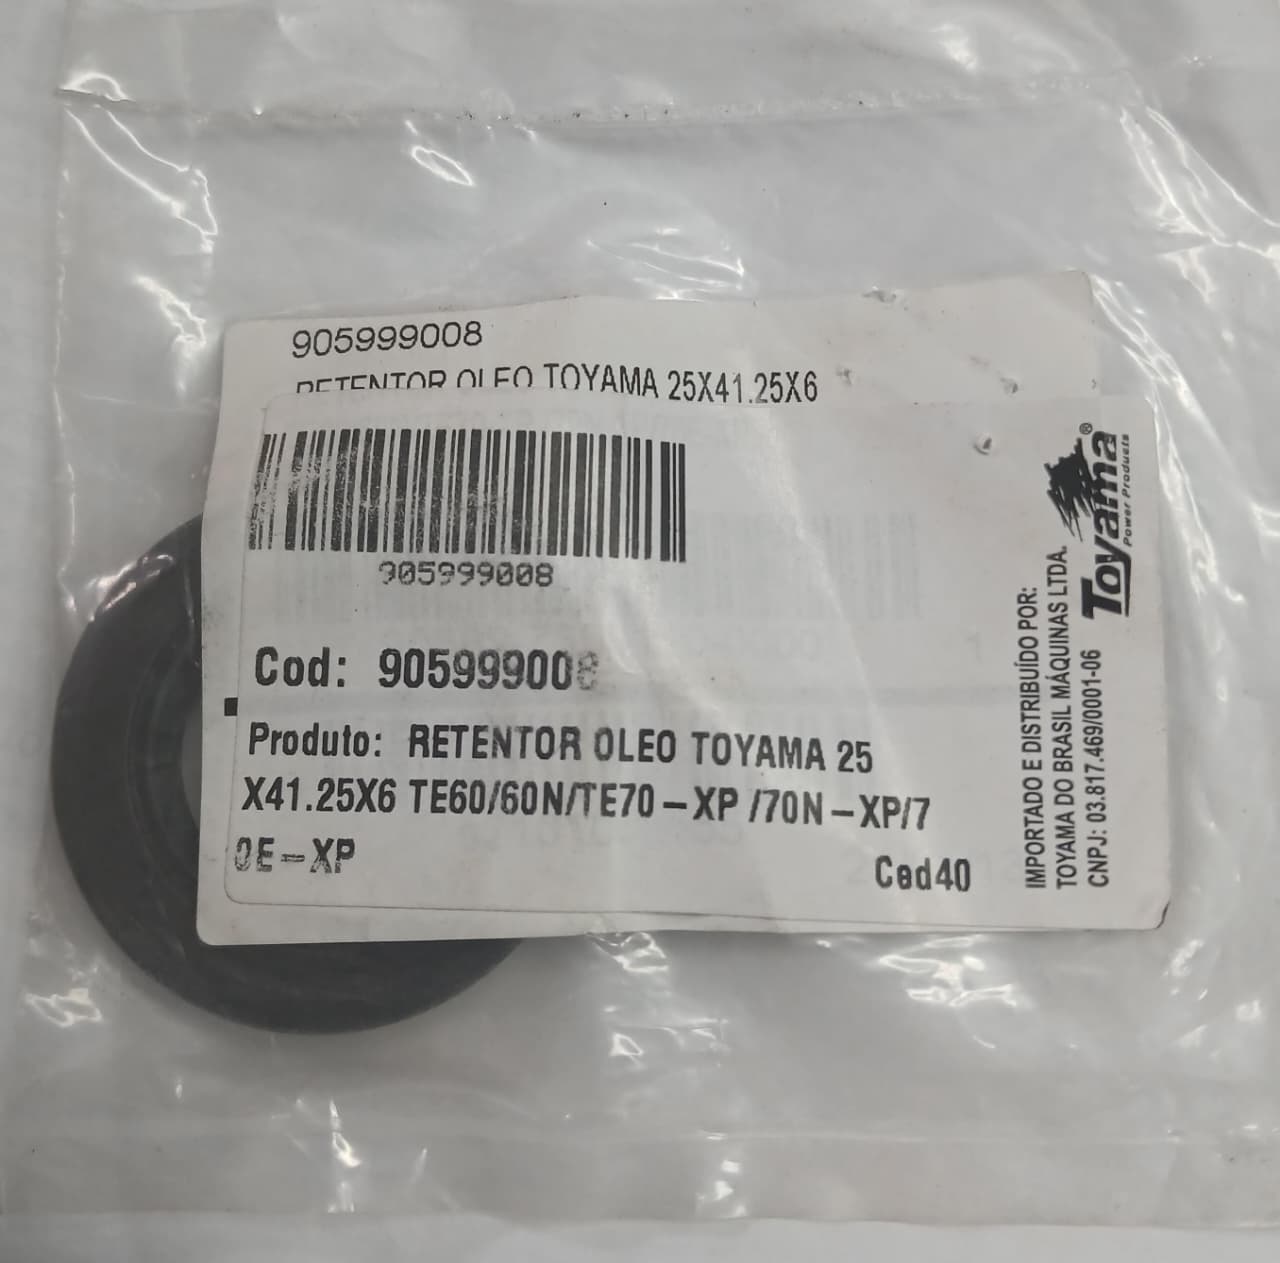 905999008
RETENTOR OLEO TOYAMA 25X41.25X6
905999008
Cod: 905999008
Produto: RETENTOR OLEO TOYAMA 25
X41.25X6 TE60/60N/TE70-XP /70N-XP/7
0E-XP
Ced40
IMPORTADO E DISTRIBUÍDO POR:
TOYAMA DO BRASIL MÁQUINAS LTDA.
CNPJ: 03.817.469/0001-06
Toyama®
Power Products